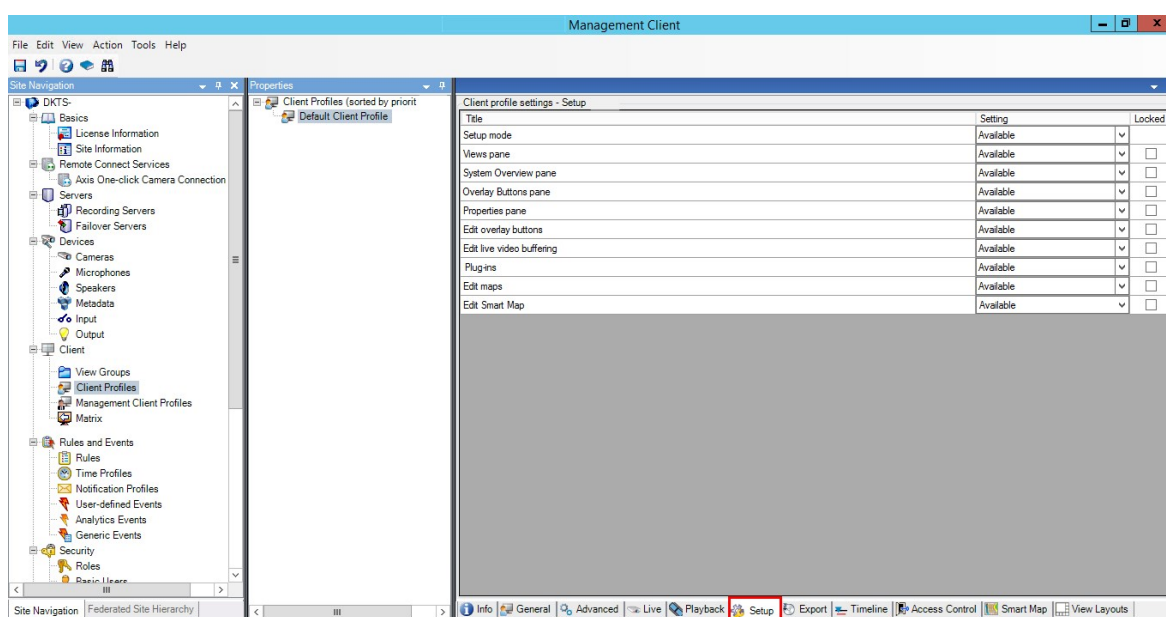 Management Client
File Edit View Action Tools Help
Site Navigation
DKTS-
Basics
License Information
Site Information
Remote Connect Services
Axis One-click Camera Connection
Servers
Recording Servers
Failover Servers
Devices
Cameras
Microphones
Speakers
Metadata
Input
Output
Client
View Groups
Client Profiles
Management Client Profiles
Matrix
Rules and Events
Rules
Time Profiles
Notification Profiles
User-defined Events
Analytics Events
Generic Events
Security
Roles
Basic Users
Site Navigation Federated Site Hierarchy
Properties
Client Profiles (sorted by priorit
Default Client Profile
Client profile settings - Setup
Title Setting Locked
Setup mode Available
Views pane Available
System Overview pane Available
Overlay Buttons pane Available
Properties pane Available
Edit overlay buttons Available
Edit live video buffering Available
Plug-ins Available
Edit maps Available
Edit Smart Map Available
Info General Advanced Live Playback Setup Export Timeline Access Control Smart Map View Layouts